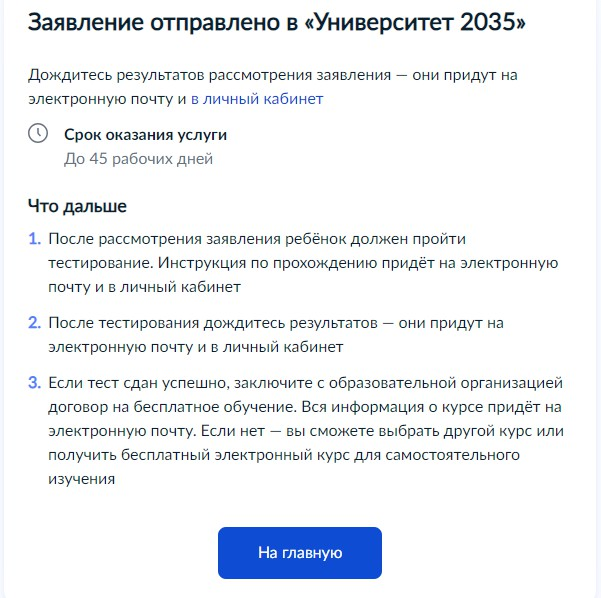 Заявление отправлено в «Университет 2035»
Дождитесь результатов рассмотрения заявления — они придут на
электронную почту и в личный кабинет
Срок оказания услуги
До 45 рабочих дней
Что дальше
1. После рассмотрения заявления ребёнок должен пройти
тестирование. Инструкция по прохождению придёт на электронную
почту и в личный кабинет
2. После тестирования дождитесь результатов — они придут на
электронную почту и в личный кабинет
3. Если тест сдан успешно, заключите с образовательной организацией
договор на бесплатное обучение. Вся информация о курсе придёт на
электронную почту. Если нет — вы сможете выбрать другой курс или
получить бесплатный электронный курс для самостоятельного
изучения
На главную